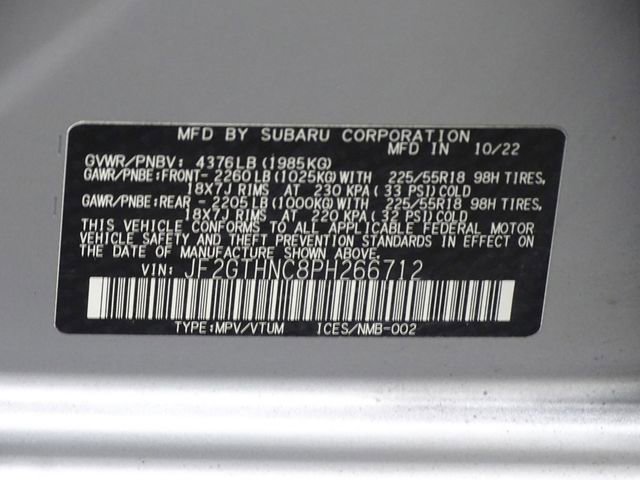 MFD BY SUBARU CORPORATION
MFD IN 10/22
GVWR/PNBV: 4376LB(1985KG)
GAWR/PNBE:FRONT- 2260LB(1025KG)WITH 225/55R18 98H TIRES,
18X7J RIMS AT 230 KPA( 33 PSI)COLD
GAWR/PNBE:REAR - 2205LB(1000KG)WITH 225/55R18 98H TIRES,
18X7J RIMS AT 220 KPA( 32 PSI)COLD
THIS VEHICLE CONFORMS TO ALL APPLICABLE FEDERAL MOTOR
VEHICLE SAFETY AND THEFT PREVENTION STANDARDS IN EFFECT ON
THE DATE OF MANUFACTURE SHOWN ABOVE.
VIN: JF2GTHNC8PH266712
TYPE:MPV/VTUM ICES/NMB-002